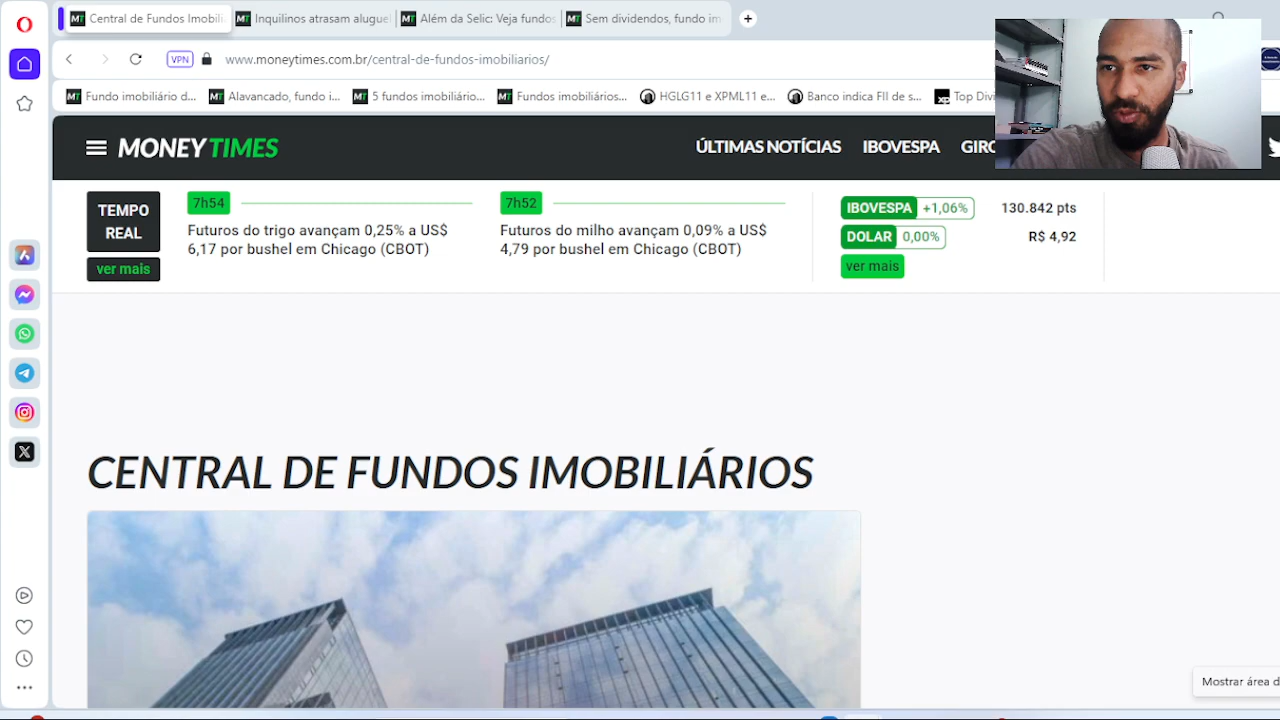 Central de Fundos Imobili
Inquilinos atrasam alugue
Além da Selic: Veja fundos
Sem dividendos, fundo im
VPN
www.moneytimes.com.br/central-de-fundos-imobiliarios/
Fundo imobiliário d...
Alavancado, fundo i...
5 fundos imobiliário...
Fundos imobiliários...
HGLG11 e XPML11 e...
Banco indica FII de s...
Top Divi
MONEY TIMES
ÚLTIMAS NOTÍCIAS
IBOVESPA
GIRO
TEMPO
REAL
ver mais
7h54
Futuros do trigo avançam 0,25% a US$
6,17 por bushel em Chicago (CBOT)
7h52
Futuros do milho avançam 0,09% a US$
4,79 por bushel em Chicago (CBOT)
IBOVESPA +1,06% 130.842 pts
DOLAR 0,00% R$ 4,92
ver mais
CENTRAL DE FUNDOS IMOBILIÁRIOS
Mostrar área d